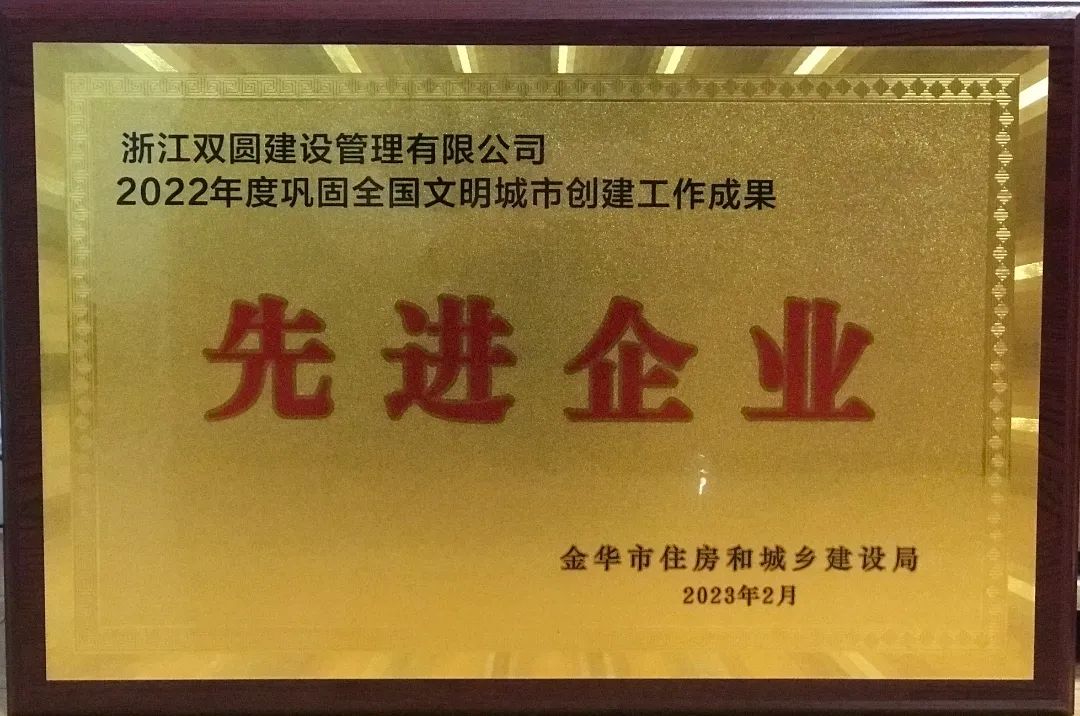 浙江双圆建设管理有限公司
2022年度巩固全国文明城市创建工作成果
先进企业
金华市住房和城乡建设局
2023年2月